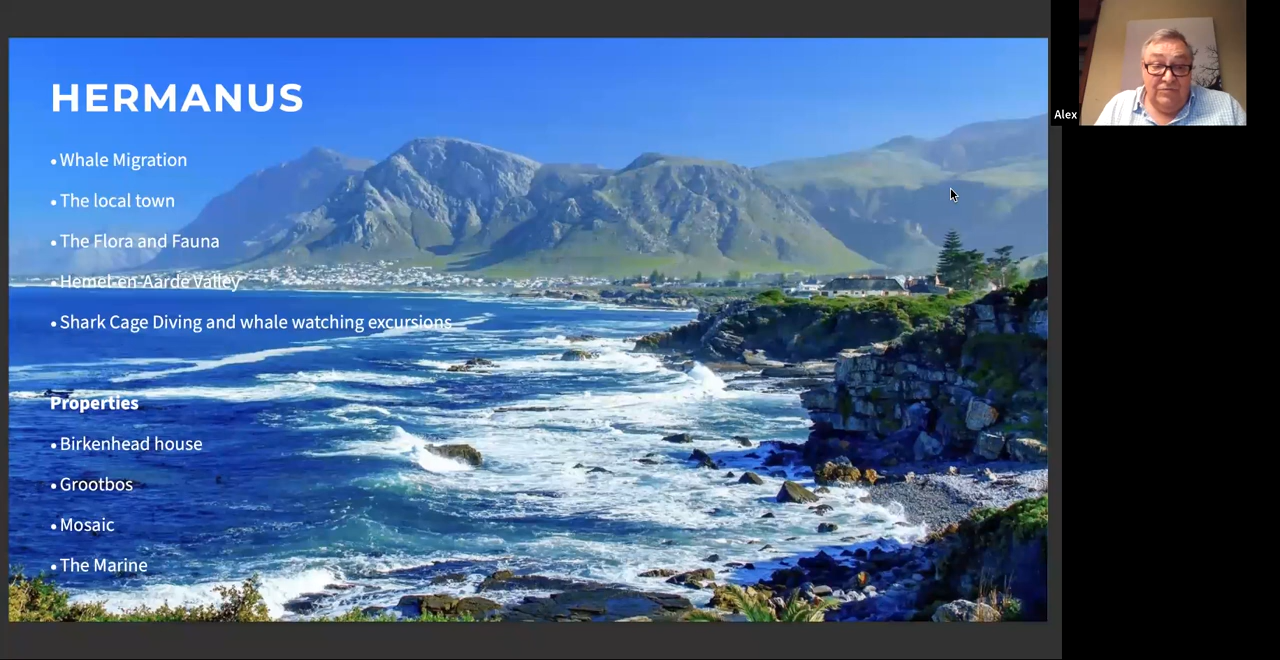 HERMANUS
• Whale Migration
• The local town
• The Flora and Fauna
• Hemel-en-Aarde Valley
• Shark Cage Diving and whale watching excursions
Properties
• Birkenhead house
• Grootbos
• Mosaic
• The Marine
Alex